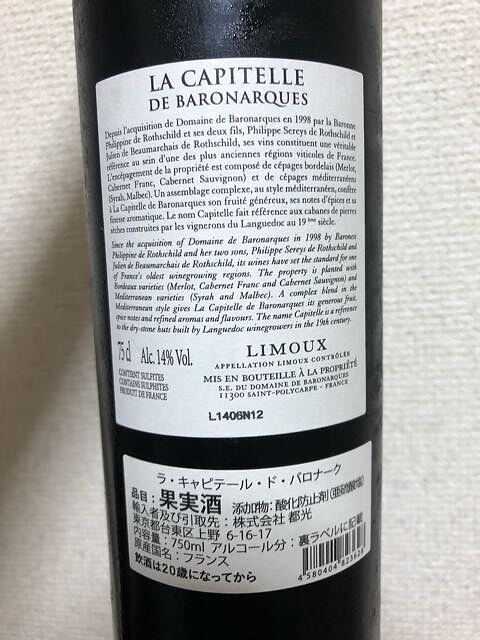 LA CAPITELLE
DE BARONARQUES
Depuis l'acquisition de Domaine de Baronarques en 1998 par la Baronne
Philippine de Rothschild et ses deux fils, Philippe Sereys de Rothschild et
Julien de Beaumarchais de Rothschild, ses vins constituent une véritable
référence au sein d'une des plus anciennes régions viticoles de France.
L'encépagement de la propriété est composé de cépages bordelais (Merlot,
Cabernet Franc, Cabernet Sauvignon) et de cépages méditerranéens
(Syrah, Malbec). Un assemblage complexe, au style méditerranéen, confère
à La Capitelle de Baronarques son fruité généreux, ses notes d'épices et sa
finesse aromatique. Le nom Capitelle fait référence aux cabanes de pierres
sèches construites par les vignerons du Languedoc au 19ème siècle.
Since the acquisition of Domaine de Baronarques in 1998 by Baroness
Philippine de Rothschild and her two sons, Philippe Sereys de Rothschild and
Julien de Beaumarchais de Rothschild, its wines have set the standard for one
of France's oldest winegrowing regions. The property is planted with
Bordeaux varieties (Merlot, Cabernet Franc and Cabernet Sauvignon) and
Mediterranean varieties (Syrah and Malbec). A complex blend in the
Mediterranean style gives La Capitelle de Baronarques its generous fruit,
spice notes and refined aromas and flavours. The name Capitelle is a reference
to the dry-stone huts built by Languedoc winegrowers in the 19th century.
75 cl Alc. 14% Vol.
CONTIENT SULFITES
CONTAINS SULPHITES
PRODUIT DE FRANCE
LIMOUX
APPELLATION LIMOUX CONTRÔLÉE
MIS EN BOUTEILLE À LA PROPRIÉTÉ
S.E. DU DOMAINE DE BARONARQUES
11300 SAINT-POLYCARPE - FRANCE
L1406N12
ラ・キャピテール・ド・バロナーク
品目：果実酒 添加物：酸化防止剤(亜硫酸塩)
輸入者及び引取先：株式会社 都光
東京都台東区上野 6-16-17
内容量：750ml アルコール分：裏ラベルに記載
原産国名：フランス
飲酒は20歳になってから
4580404823628